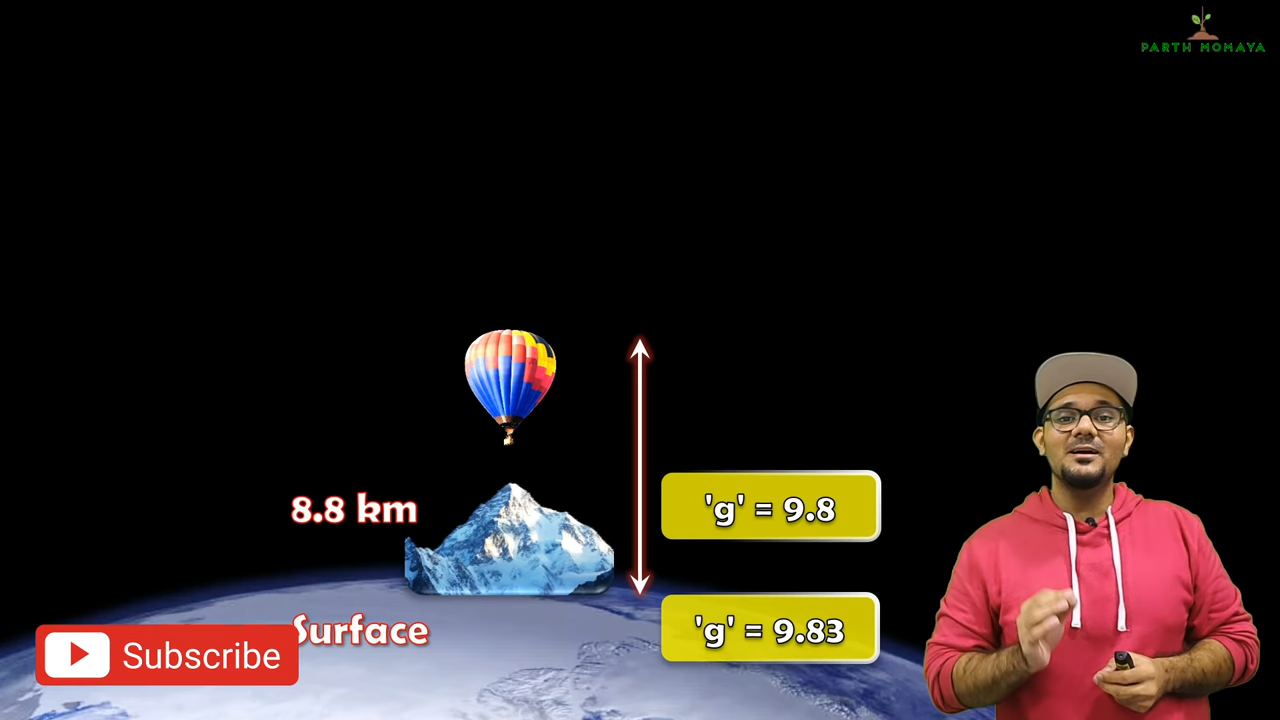 PARTH MOMAYA
8.8 km
'g' = 9.8
Surface
'g' = 9.83
Subscribe